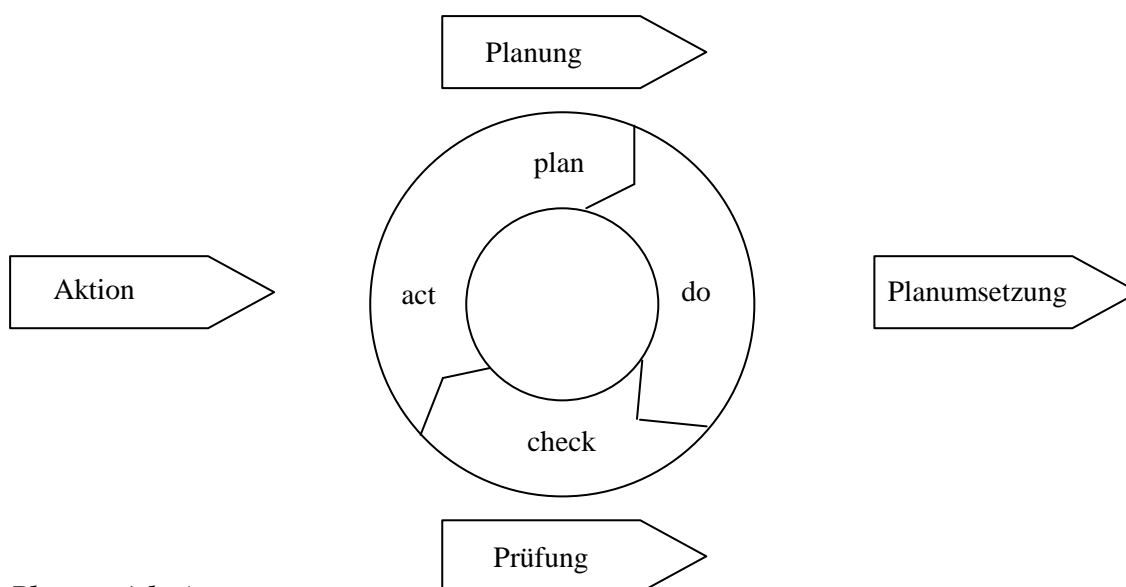 Planung
plan
Aktion
act
do
Planumsetzung
check
Prüfung